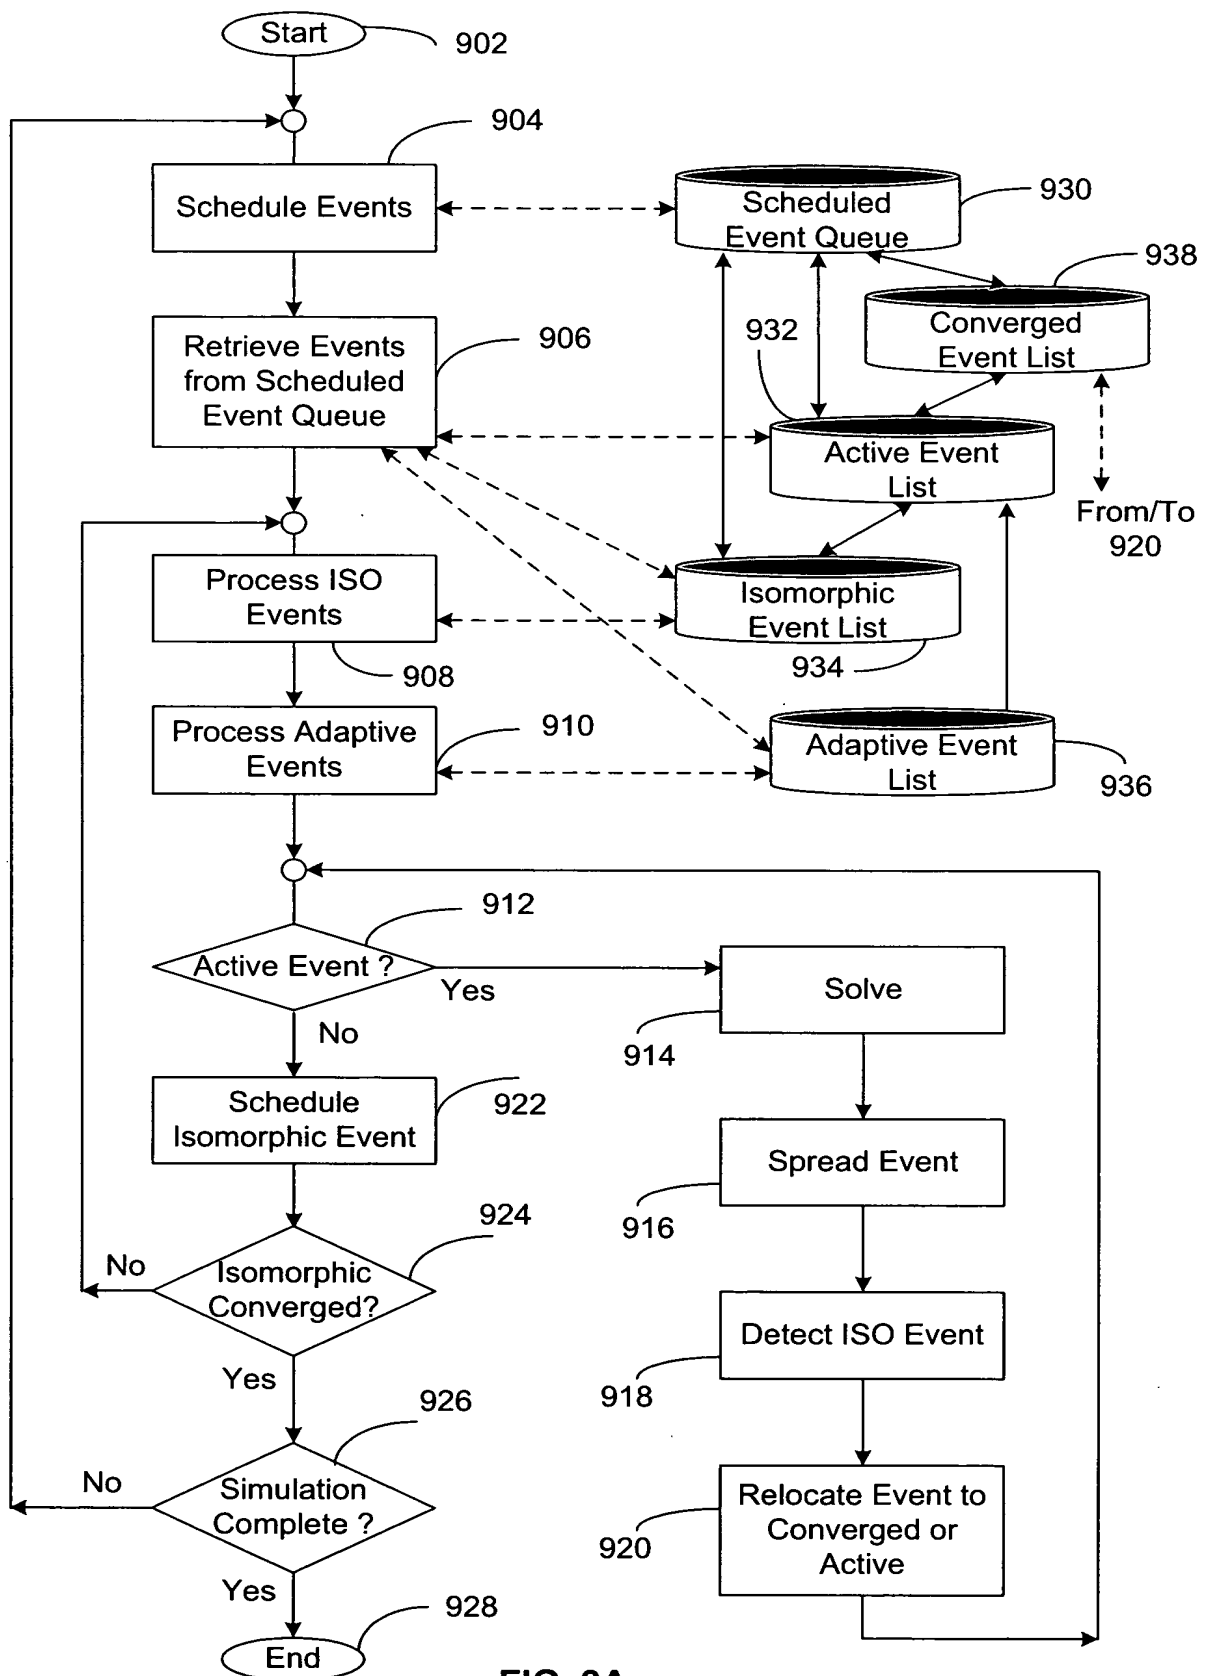 Start
902
904
Schedule Events
Scheduled
Event Queue
930
938
Retrieve Events
from Scheduled
Event Queue
906
932
Converged
Event List
Active Event
List
From/To
920
Process ISO
Events
908
Isomorphic
Event List
934
Process Adaptive
Events
910
Adaptive Event
List
936
912
Active Event ?
Yes
No
Solve
914
Schedule
Isomorphic Event
922
Spread Event
916
924
Isomorphic
Converged?
No
Yes
Detect ISO Event
918
926
Simulation
Complete ?
No
Yes
Relocate Event to
Converged or
Active
920
928
End